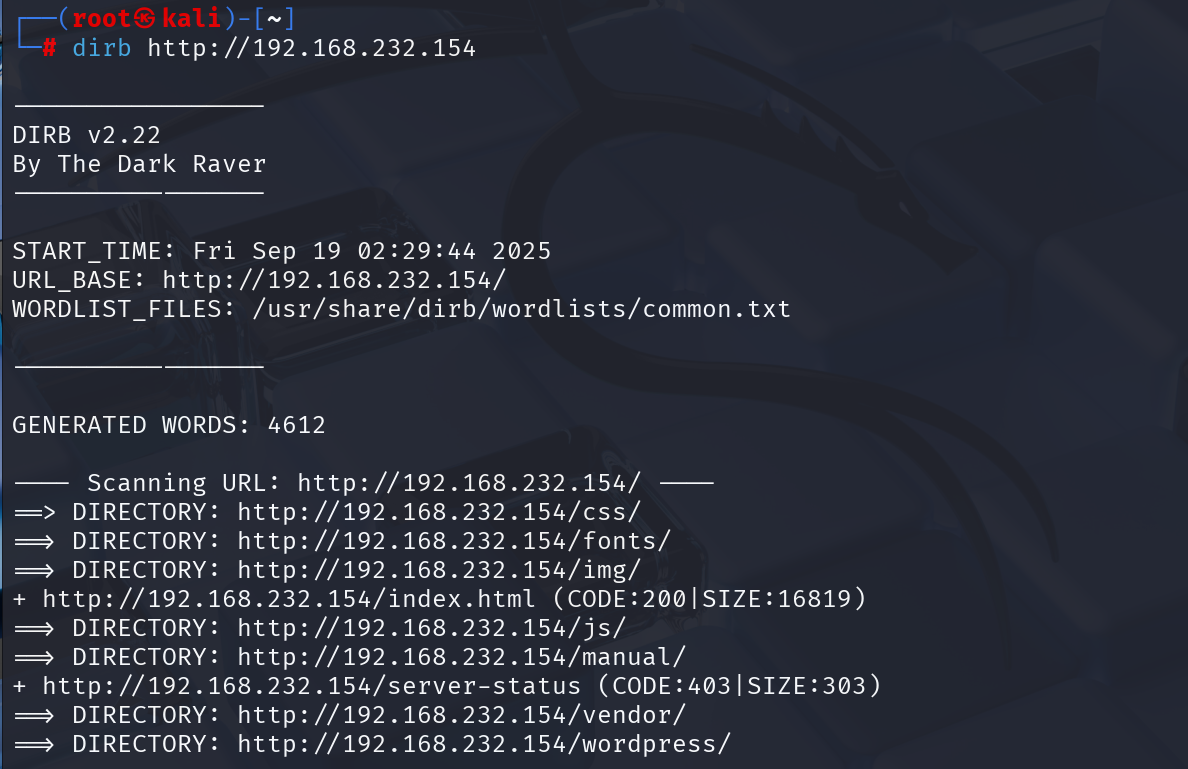 ┌──(root㉿kali)-[~]
└─# dirb http://192.168.232.154

-----------------
DIRB v2.22
By The Dark Raver
-----------------

START_TIME: Fri Sep 19 02:29:44 2025
URL_BASE: http://192.168.232.154/
WORDLIST_FILES: /usr/share/dirb/wordlists/common.txt

-----------------

GENERATED WORDS: 4612

---- Scanning URL: http://192.168.232.154/ ----
==> DIRECTORY: http://192.168.232.154/css/
==> DIRECTORY: http://192.168.232.154/fonts/
==> DIRECTORY: http://192.168.232.154/img/
+ http://192.168.232.154/index.html (CODE:200|SIZE:16819)
==> DIRECTORY: http://192.168.232.154/js/
==> DIRECTORY: http://192.168.232.154/manual/
+ http://192.168.232.154/server-status (CODE:403|SIZE:303)
==> DIRECTORY: http://192.168.232.154/vendor/
==> DIRECTORY: http://192.168.232.154/wordpress/